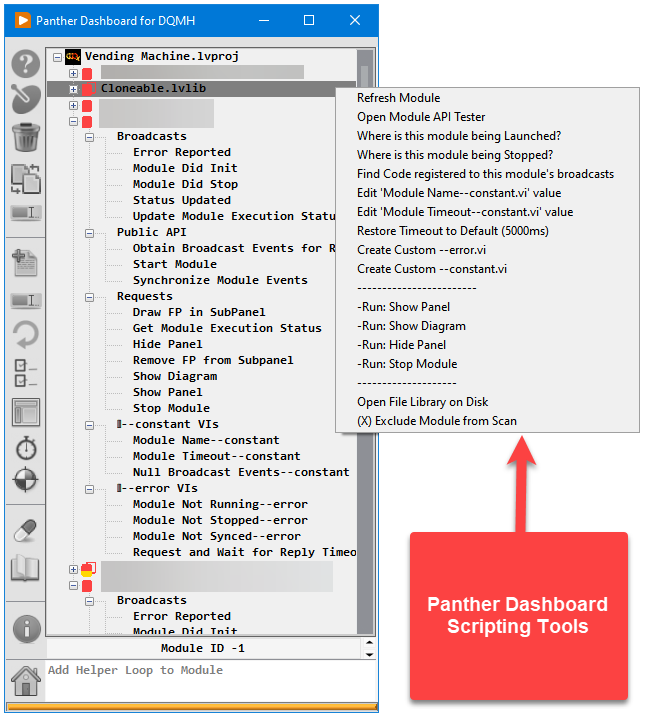 Panther Dashboard for DQMH
Vending Machine.lvproj
Cloneable.lvlib
Broadcasts
Error Reported
Module Did Init
Module Did Stop
Status Updated
Update Module Execution Statu
Public API
Obtain Broadcast Events for R
Start Module
Synchronize Module Events
Requests
Draw FP in SubPanel
Get Module Execution Status
Hide Panel
Remove FP from Subpanel
Show Diagram
Show Panel
Stop Module
--constant VIs
Module Name--constant
Module Timeout--constant
Null Broadcast Events--constant
--error VIs
Module Not Running--error
Module Not Stopped--error
Module Not Synced--error
Request and Wait for Reply Timeo
Broadcasts
Error Reported
Module Did Init
Module ID -1
Add Helper Loop to Module
Refresh Module
Open Module API Tester
Where is this module being Launched?
Where is this module being Stopped?
Find Code registered to this module's broadcasts
Edit 'Module Name--constant.vi' value
Edit 'Module Timeout--constant.vi' value
Restore Timeout to Default (5000ms)
Create Custom --error.vi
Create Custom --constant.vi
------------------------
-Run: Show Panel
-Run: Show Diagram
-Run: Hide Panel
-Run: Stop Module
--------------------
Open File Library on Disk
(X) Exclude Module from Scan
Panther Dashboard
Scripting Tools